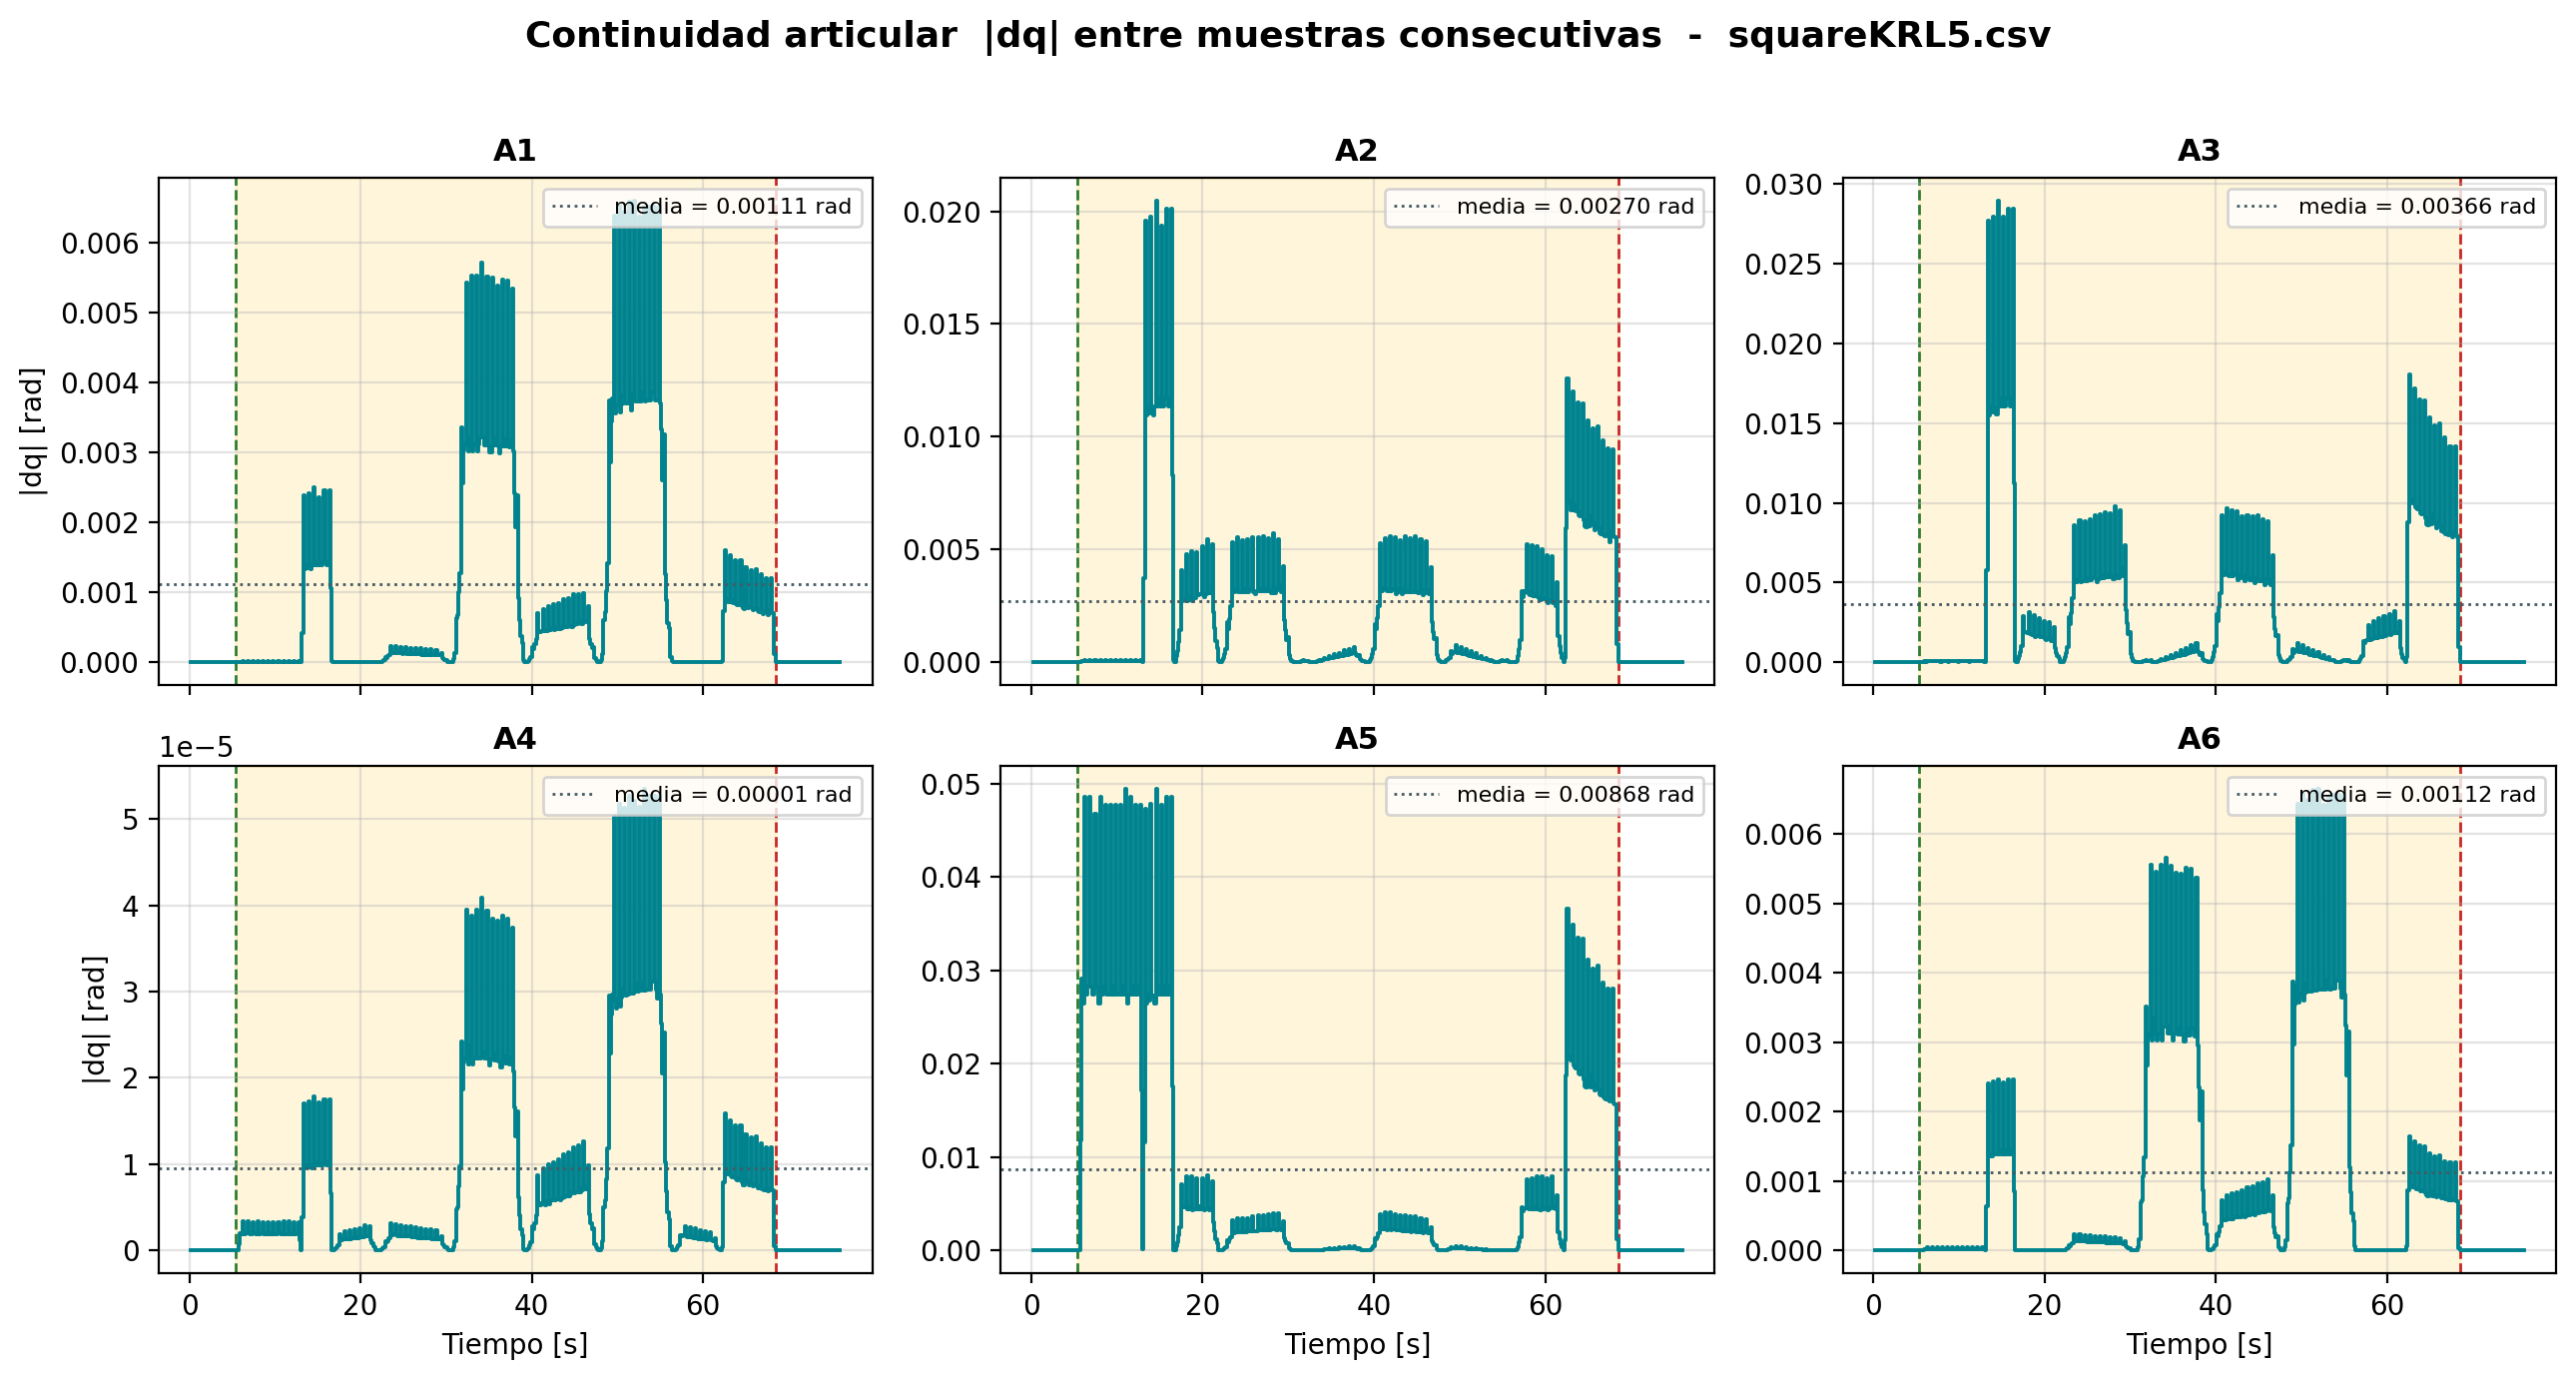 Continuidad articular |dq| entre muestras consecutivas - squareKRL5.csv
A1
A2
A3
media = 0.00111 rad
media = 0.00270 rad
media = 0.00366 rad
|dq| [rad]
0.006
0.005
0.004
0.003
0.002
0.001
0.000
0.020
0.015
0.010
0.005
0.000
0.030
0.025
0.020
0.015
0.010
0.005
0.000
1e−5
A4
A5
A6
media = 0.00001 rad
media = 0.00868 rad
media = 0.00112 rad
|dq| [rad]
5
4
3
2
1
0
0.05
0.04
0.03
0.02
0.01
0.00
0.006
0.005
0.004
0.003
0.002
0.001
0.000
0 20 40 60
0 20 40 60
0 20 40 60
Tiempo [s]
Tiempo [s]
Tiempo [s]